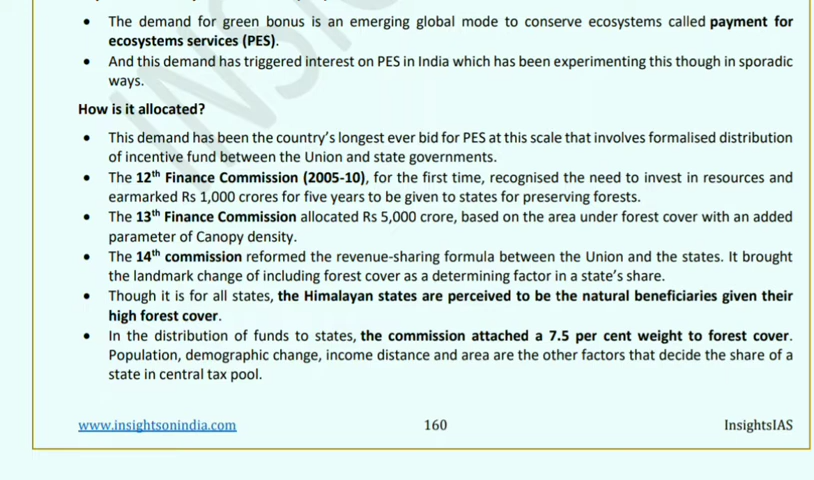 • The demand for green bonus is an emerging global mode to conserve ecosystems called payment for
ecosystems services (PES).
• And this demand has triggered interest on PES in India which has been experimenting this though in sporadic
ways.
How is it allocated?
• This demand has been the country's longest ever bid for PES at this scale that involves formalised distribution
of incentive fund between the Union and state governments.
• The 12th Finance Commission (2005-10), for the first time, recognised the need to invest in resources and
earmarked Rs 1,000 crores for five years to be given to states for preserving forests.
• The 13th Finance Commission allocated Rs 5,000 crore, based on the area under forest cover with an added
parameter of Canopy density.
• The 14th commission reformed the revenue-sharing formula between the Union and the states. It brought
the landmark change of including forest cover as a determining factor in a state's share.
• Though it is for all states, the Himalayan states are perceived to be the natural beneficiaries given their
high forest cover.
• In the distribution of funds to states, the commission attached a 7.5 per cent weight to forest cover.
Population, demographic change, income distance and area are the other factors that decide the share of a
state in central tax pool.
www.insightsonindia.com 160 InsightsIAS